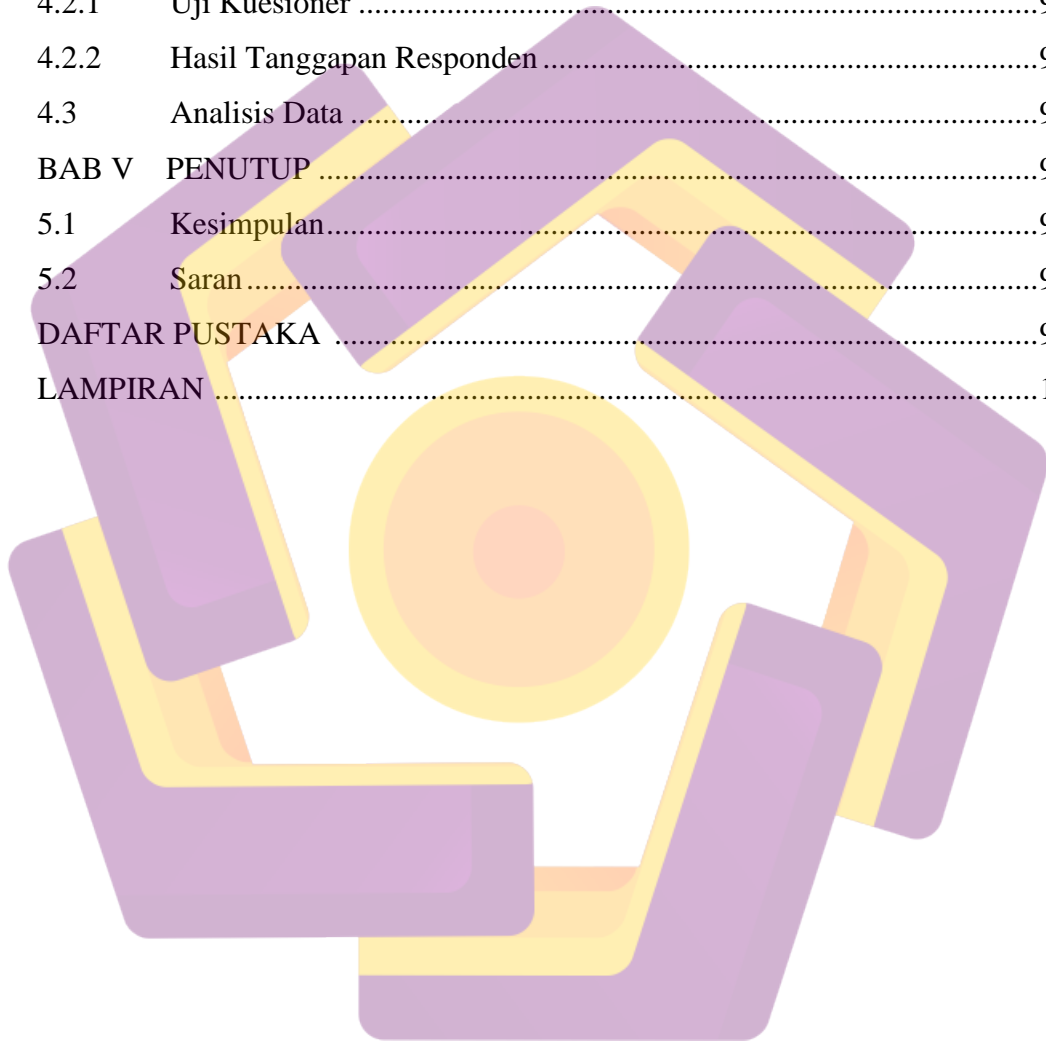 4.2.1 Uji Kuesioner ........................................................................................9
4.2.2 Hasil Tanggapan Responden ................................................................9
4.3 Analisis Data .........................................................................................9
BAB V PENUTUP ...........................................................................................9
5.1 Kesimpulan............................................................................................9
5.2 Saran ......................................................................................................9
DAFTAR PUSTAKA ........................................................................................9
LAMPIRAN .......................................................................................................1